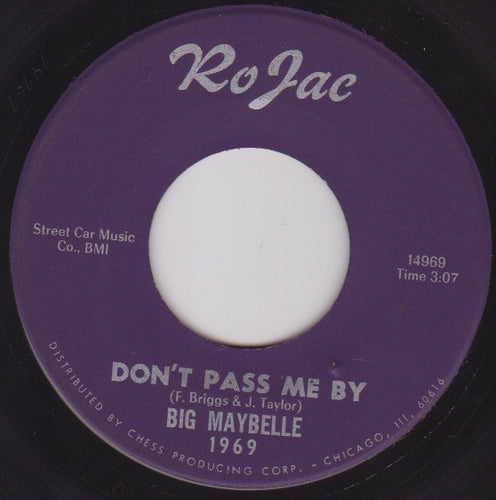 RoJac
Street Car Music
Co., BMI
14969
Time 3:07
DON'T PASS ME BY
(F. Briggs & J. Taylor)
BIG MAYBELLE
1969
DISTRIBUTED BY CHESS PRODUCING CORP. - CHICAGO, Ill. 60616